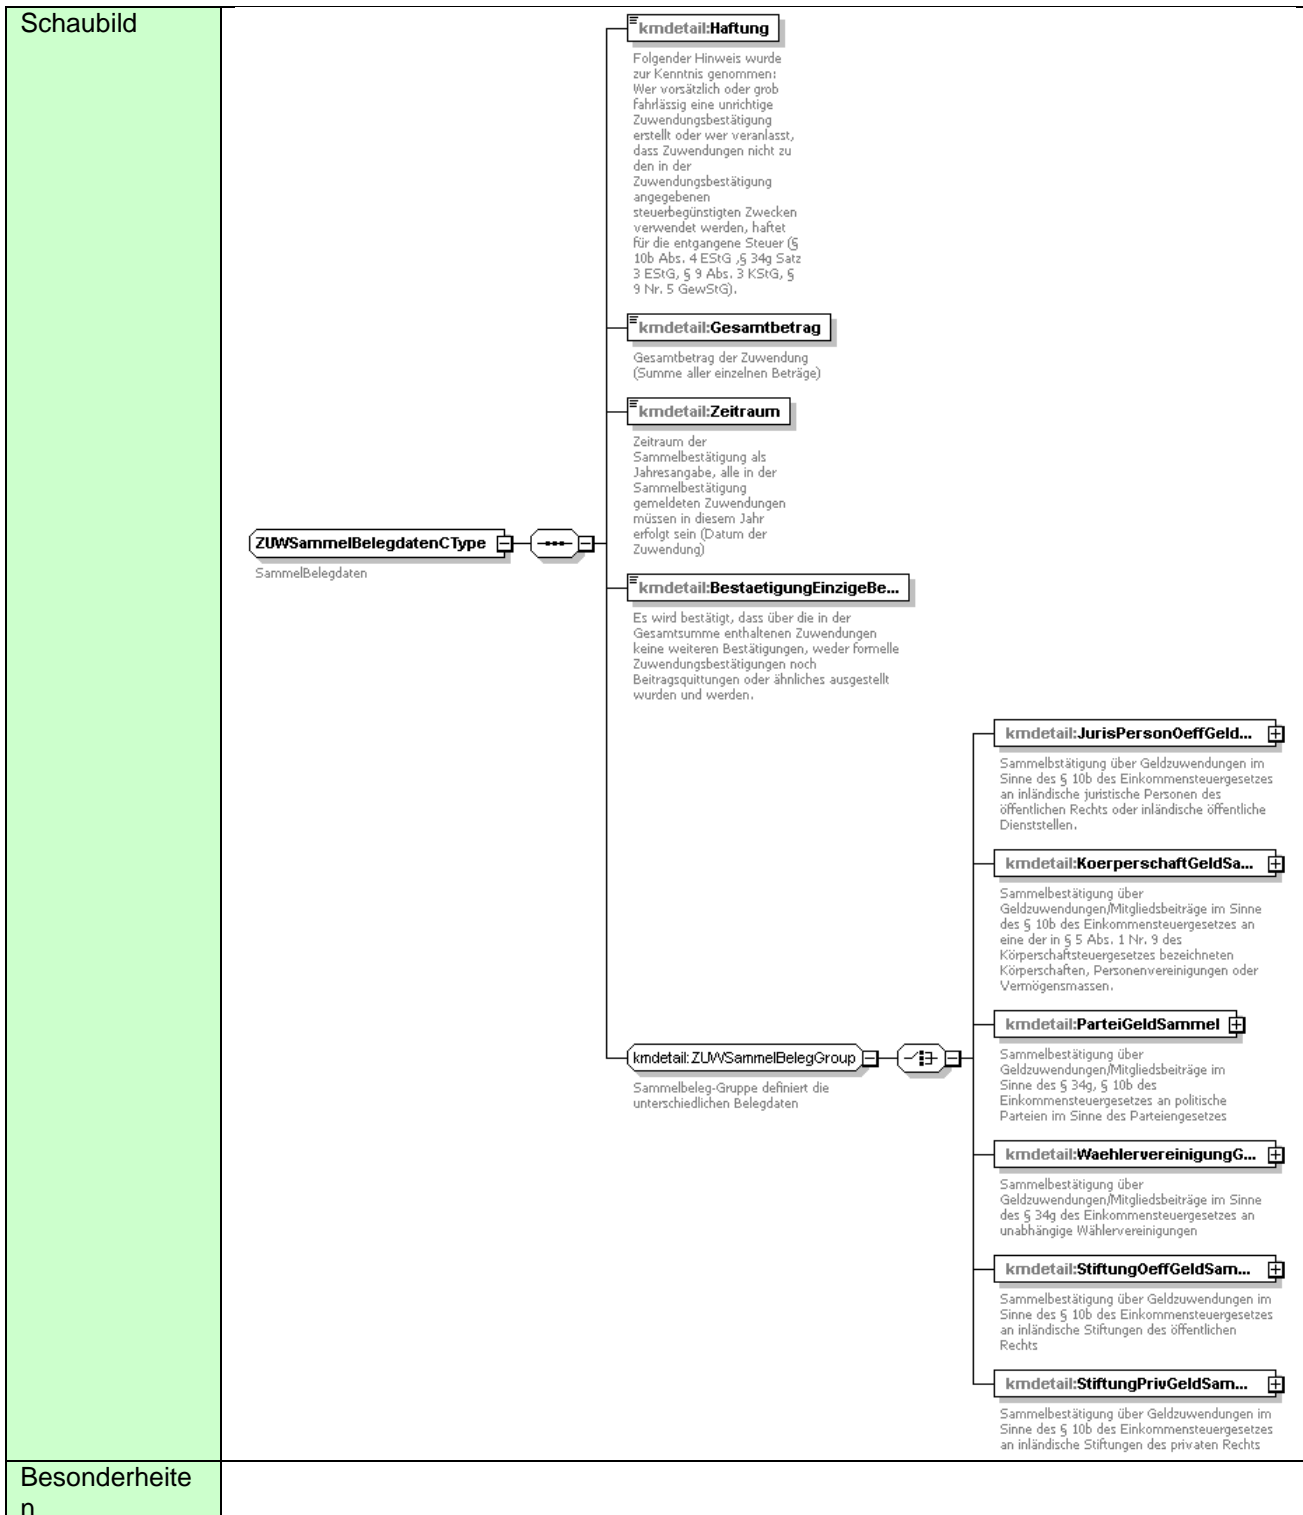 Schaubild
kmdetail:Haftung
Folgender Hinweis wurde
zur Kenntnis genommen:
Wer vorsätzlich oder grob
fahrlässig eine unrichtige
Zuwendungsbestätigung
erstellt oder wer veranlasst,
dass Zuwendungen nicht zu
den in der
Zuwendungsbestätigung
angegebenen
steuerbegünstigten Zwecken
verwendet werden, haftet
für die entgangene Steuer (§
10b Abs. 4 EStG ,§ 34g Satz
3 EStG, § 9 Abs. 3 KStG, §
9 Nr. 5 GewStG).
kmdetail:Gesamtbetrag
Gesamtbetrag der Zuwendung
(Summe aller einzelnen Beträge)
kmdetail:Zeitraum
Zeitraum der
Sammelbestätigung als
Jahresangabe, alle in der
Sammelbestätigung
gemeldeten Zuwendungen
müssen in diesem Jahr
erfolgt sein (Datum der
Zuwendung)
ZUWSammelBelegdatenCType
SammelBelegdaten
kmdetail:BestaetigungEinzigeBe...
Es wird bestätigt, dass über die in der
Gesamtsumme enthaltenen Zuwendungen
keine weiteren Bestätigungen, weder formelle
Zuwendungsbestätigungen noch
Beitragsquittungen oder ähnliches ausgestellt
wurden und werden.
kmdetail:ZUWSammelBelegGroup
Sammelbeleg-Gruppe definiert die
unterschiedlichen Belegdaten
kmdetail:JurisPersonOeffGeld...
Sammelbstätigung über Geldzuwendungen im
Sinne des § 10b des Einkommensteuergesetzes
an inländische juristische Personen des
öffentlichen Rechts oder inländische öffentliche
Dienststellen.
kmdetail:KoerperschaftGeldSa...
Sammelbestätigung über
Geldzuwendungen/Mitgliedsbeiträge im Sinne
des § 10b des Einkommensteuergesetzes an
eine der in § 5 Abs. 1 Nr. 9 des
Körperschaftsteuergesetzes bezeichneten
Körperschaften, Personenvereinigungen oder
Vermögensmassen.
kmdetail:ParteiGeldSammel
Sammelbestätigung über
Geldzuwendungen/Mitgliedsbeiträge im
Sinne des § 34g, § 10b des
Einkommensteuergesetzes an politische
Parteien im Sinne des Parteiengesetzes
kmdetail:WaehlervereinigungG...
Sammelbestätigung über
Geldzuwendungen/Mitgliedsbeiträge im Sinne
des § 34g des Einkommensteuergesetzes an
unabhängige Wählervereinigungen
kmdetail:StiftungOeffGeldSam...
Sammelbestätigung über Geldzuwendungen im
Sinne des § 10b des Einkommensteuergesetzes
an inländische Stiftungen des öffentlichen
Rechts
kmdetail:StiftungPrivGeldSam...
Sammelbestätigung über Geldzuwendungen im
Sinne des § 10b des Einkommensteuergesetzes
an inländische Stiftungen des privaten Rechts
Besonderheite
n